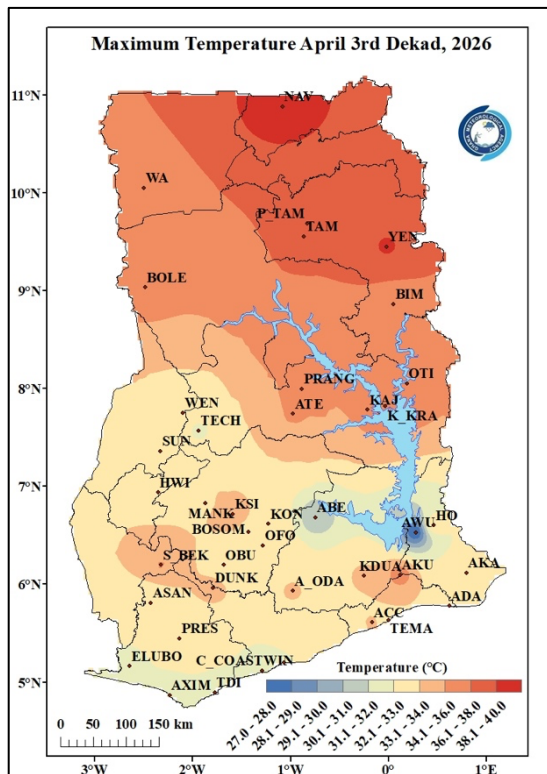 Maximum Temperature April 3rd Dekad, 2026
11°N
10°N
9°N
8°N
7°N
6°N
5°N
NAV
WA
P_TAM
TAM
YEN
BOLE
BIM
PRANG
OTI
ATE
KAJ
K_KRA
WEN
TECH
SUN
HWI
MANK
KSI
BOSOM
KON
OFO
ABE
AWU
HO
S_BEK
OBU
DUNK
A_ODA
KDUA
AKU
AKA
ASAN
ADA
ACC
TEMA
PRES
ELUBO
C_COAST
WIN
AXIM
TDI
Temperature (°C)
27.0 - 28.0
28.1 - 29.0
29.1 - 30.0
30.1 - 31.0
31.1 - 32.0
32.1 - 33.0
33.1 - 34.0
34.1 - 36.0
36.1 - 38.0
38.1 - 40.0
0 50 100 150 km
3°W 2°W 1°W 0° 1°E